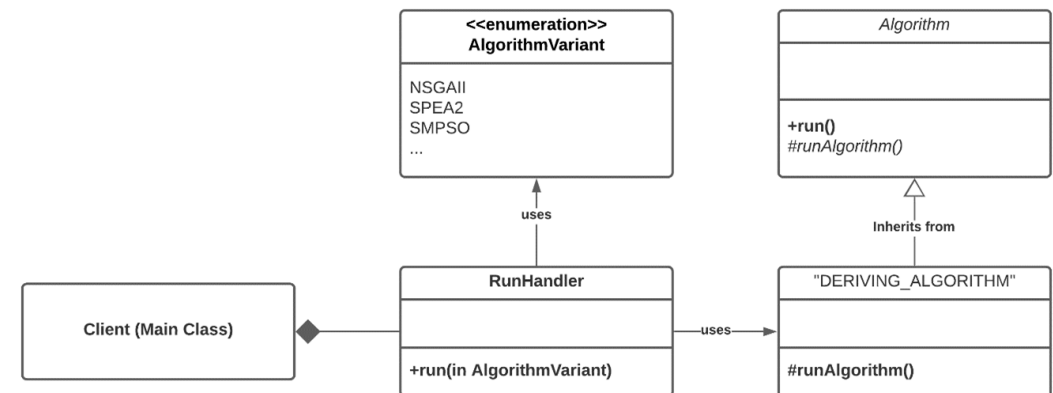 <<enumeration>>
AlgorithmVariant
NSGAII
SPEA2
SMPSO
...
Algorithm
+run()
#runAlgorithm()
uses
Inherits from
Client (Main Class)
RunHandler
+run(in AlgorithmVariant)
uses
"DERIVING_ALGORITHM"
#runAlgorithm()